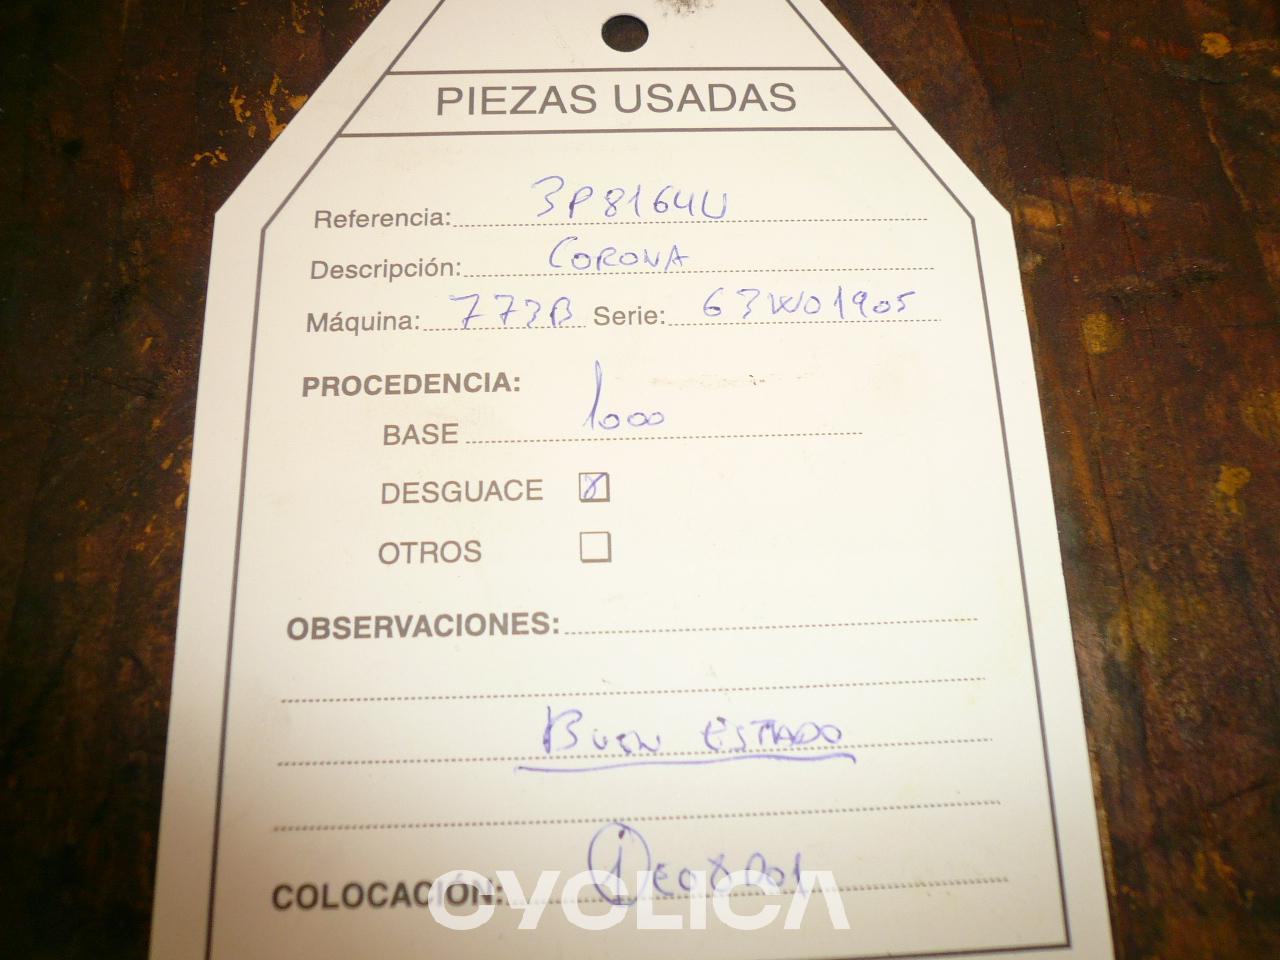 PIEZAS USADAS
Referencia: 3P8164U
Descripción: CORONA
Máquina: 773B Serie: 63W01905
PROCEDENCIA:
BASE 1000
DESGUACE X
OTROS
OBSERVACIONES:
BUEN ESTADO
COLOCACIÓN:
CYCLICA